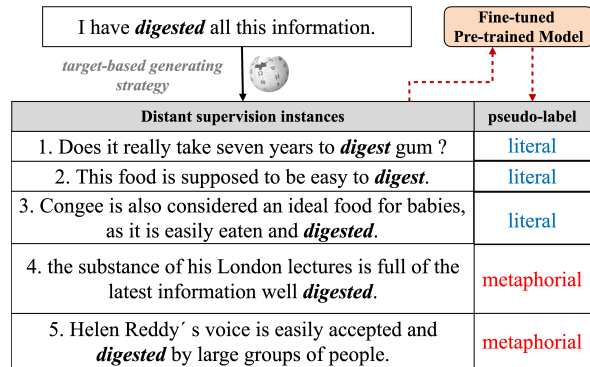 I have digested all this information.
Fine-tuned
Pre-trained Model
target-based generating
strategy
Distant supervision instances
pseudo-label
1. Does it really take seven years to digest gum ?
literal
2. This food is supposed to be easy to digest.
literal
3. Congee is also considered an ideal food for babies,
as it is easily eaten and digested.
literal
4. the substance of his London lectures is full of the
latest information well digested.
metaphorial
5. Helen Reddy´ s voice is easily accepted and
digested by large groups of people.
metaphorial